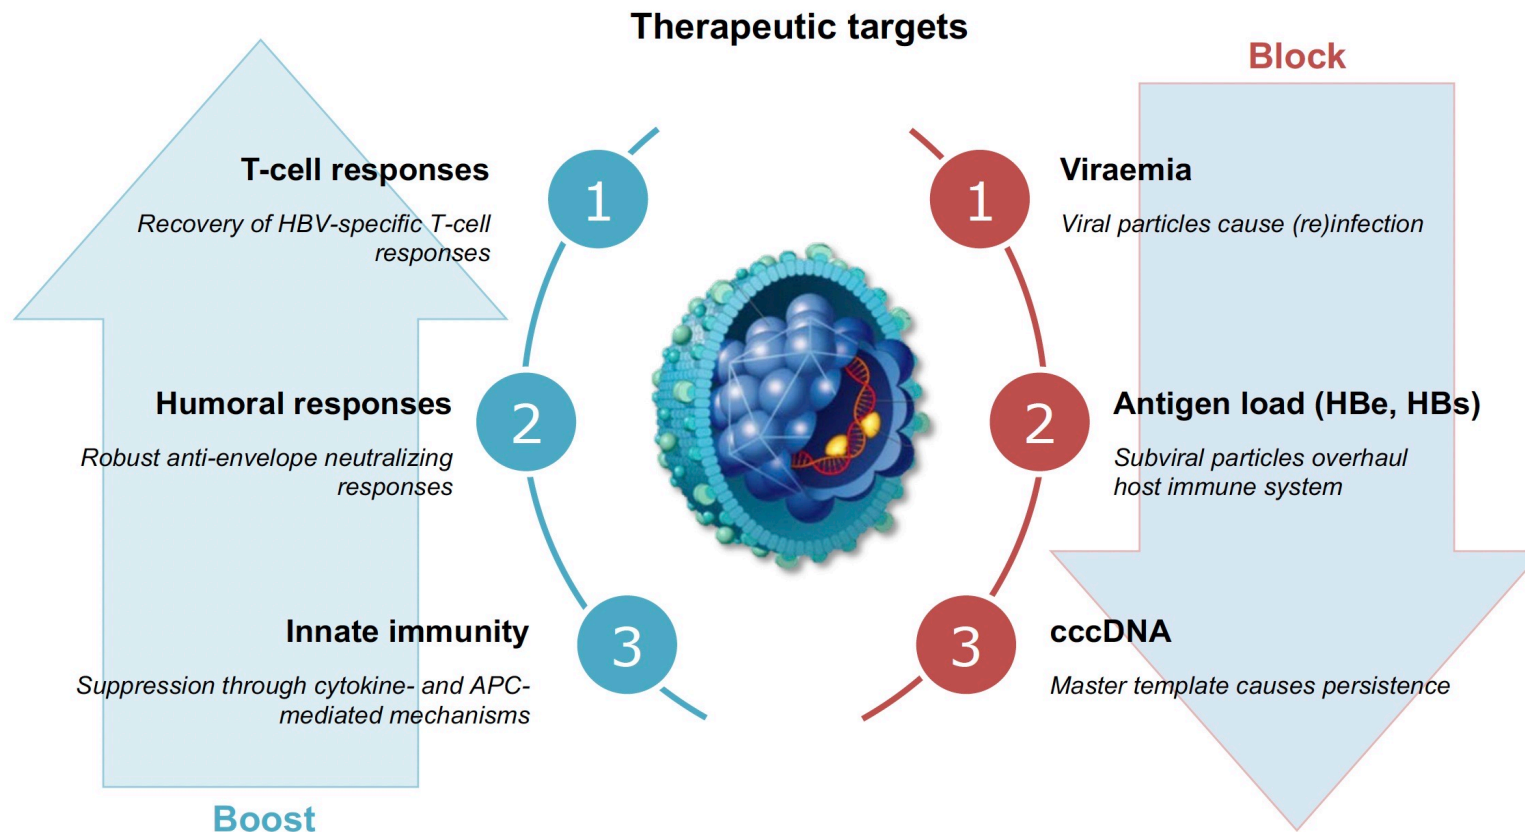 Therapeutic targets
Boost
1
T-cell responses
Recovery of HBV-specific T-cell
responses
2
Humoral responses
Robust anti-envelope neutralizing
responses
3
Innate immunity
Suppression through cytokine- and APC-
mediated mechanisms
Block
1
Viraemia
Viral particles cause (re)infection
2
Antigen load (HBe, HBs)
Subviral particles overhaul
host immune system
3
cccDNA
Master template causes persistence